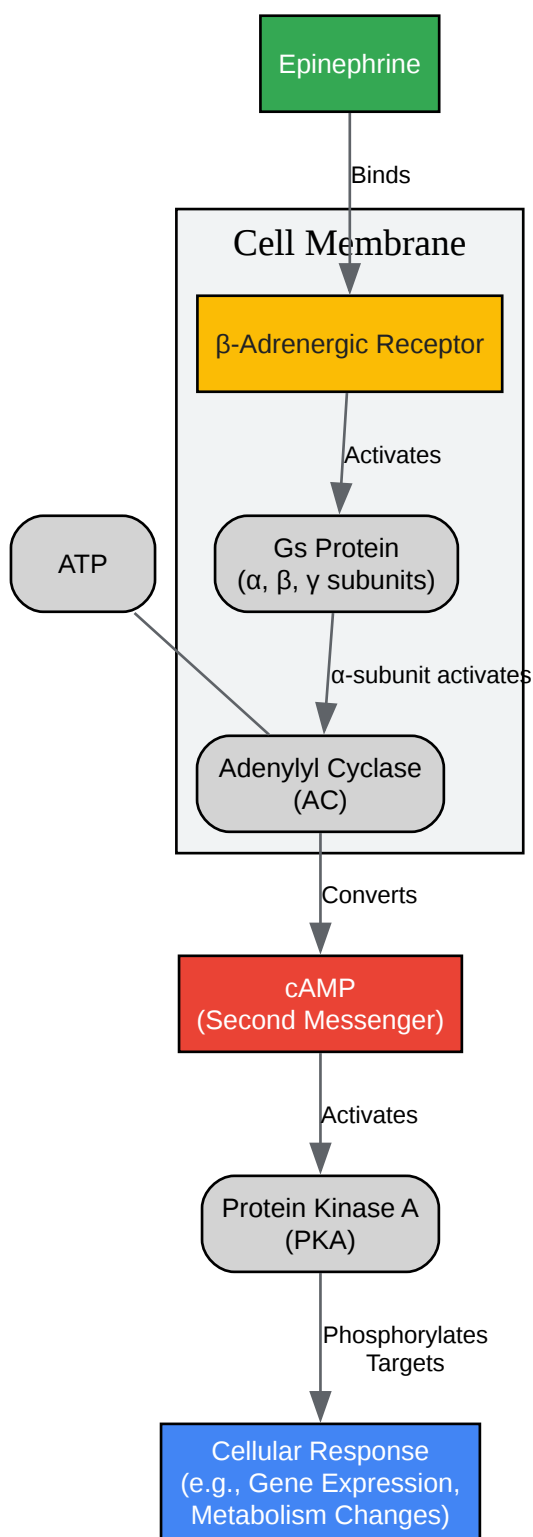 Epinephrine
Binds
Cell Membrane
β-Adrenergic Receptor
Activates
ATP
Gs Protein
(α, β, γ subunits)
α-subunit activates
Adenylyl Cyclase
(AC)
Converts
cAMP
(Second Messenger)
Activates
Protein Kinase A
(PKA)
Phosphorylates
Targets
Cellular Response
(e.g., Gene Expression,
Metabolism Changes)